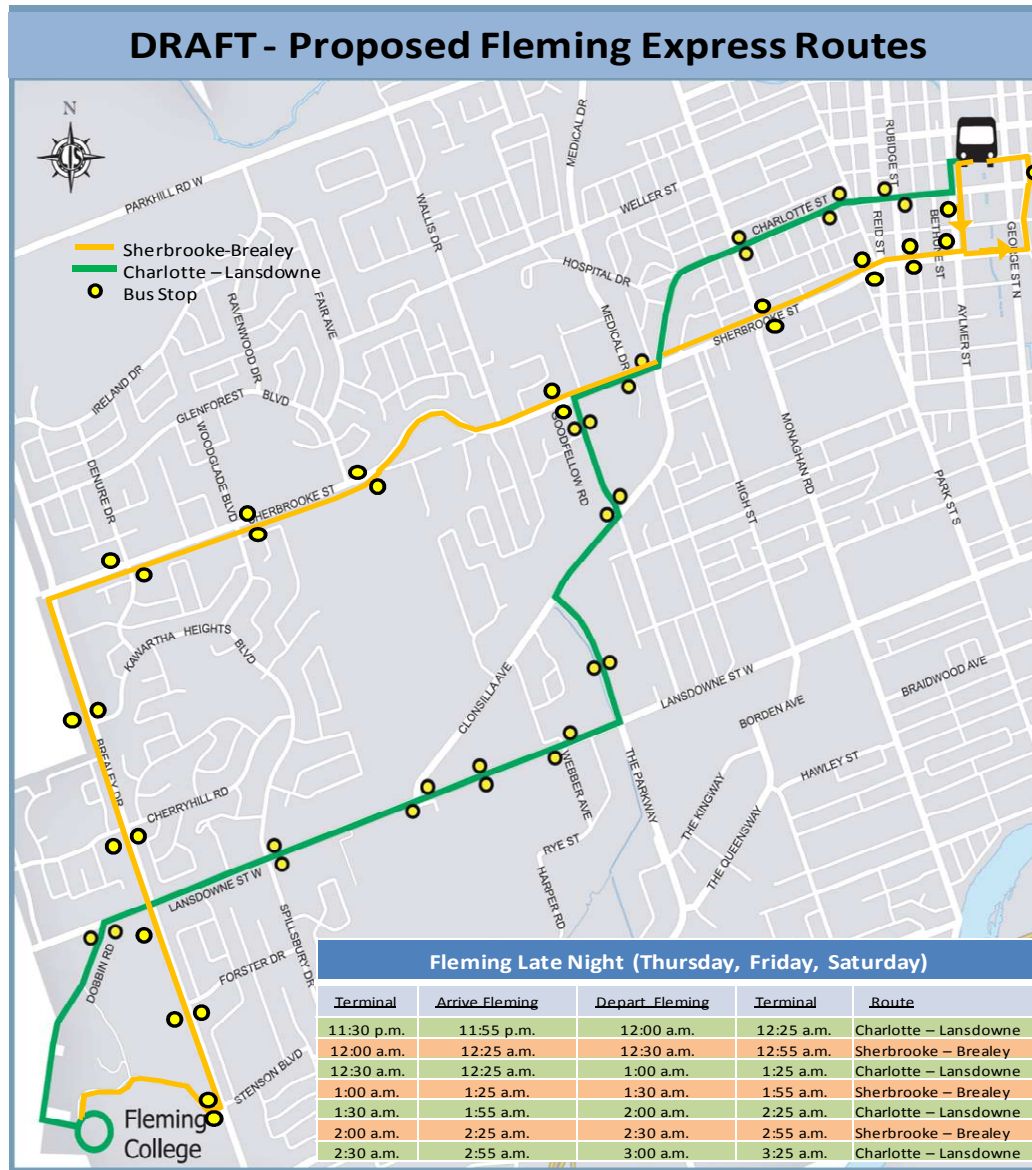 DRAFT - Proposed Fleming Express Routes
N
GIS
MEDICAL DR
RUBIDGE ST
PARKHILL RD W
WALLIS DR
WELLER ST
CHARLOTTE ST
REID ST
BETHUNE ST
GEORGE ST N
Sherbrooke-Brealey
Charlotte – Lansdowne
Bus Stop
HOSPITAL DR
FAIR AVE
RAVENWOOD DR
MEDICAL DR
SHERBROOKE ST
AYLMER ST
IRELAND DR
GLENFOREST BLVD
WOODGLADE BLVD
GOODFELLOW RD
MONAGHAN RD
DENURE DR
SHERBROOKE ST
HIGH ST
PARK ST S
KAWARTHA HEIGHTS BLVD
CLONSILLA AVE
LANSDOWNE ST W
BRAIDWOOD AVE
BORDEN AVE
BREALEY DR
WEBBER AVE
THE PARKWAY
HAWLEY ST
CHERRYHILL RD
THE KINGWAY
RYE ST
THE QUEENSWAY
LANSDOWNE ST W
HARPER RD
SPILLSBURY DR
DOBBIN RD
FORSTER DR
STENSON BLVD
Fleming
College
Fleming Late Night (Thursday, Friday, Saturday)
Terminal Arrive Fleming Depart Fleming Terminal Route
11:30 p.m. 11:55 p.m. 12:00 a.m. 12:25 a.m. Charlotte – Lansdowne
12:00 a.m. 12:25 a.m. 12:30 a.m. 12:55 a.m. Sherbrooke – Brealey
12:30 a.m. 12:25 a.m. 1:00 a.m. 1:25 a.m. Charlotte – Lansdowne
1:00 a.m. 1:25 a.m. 1:30 a.m. 1:55 a.m. Sherbrooke – Brealey
1:30 a.m. 1:55 a.m. 2:00 a.m. 2:25 a.m. Charlotte – Lansdowne
2:00 a.m. 2:25 a.m. 2:30 a.m. 2:55 a.m. Sherbrooke – Brealey
2:30 a.m. 2:55 a.m. 3:00 a.m. 3:25 a.m. Charlotte – Lansdowne